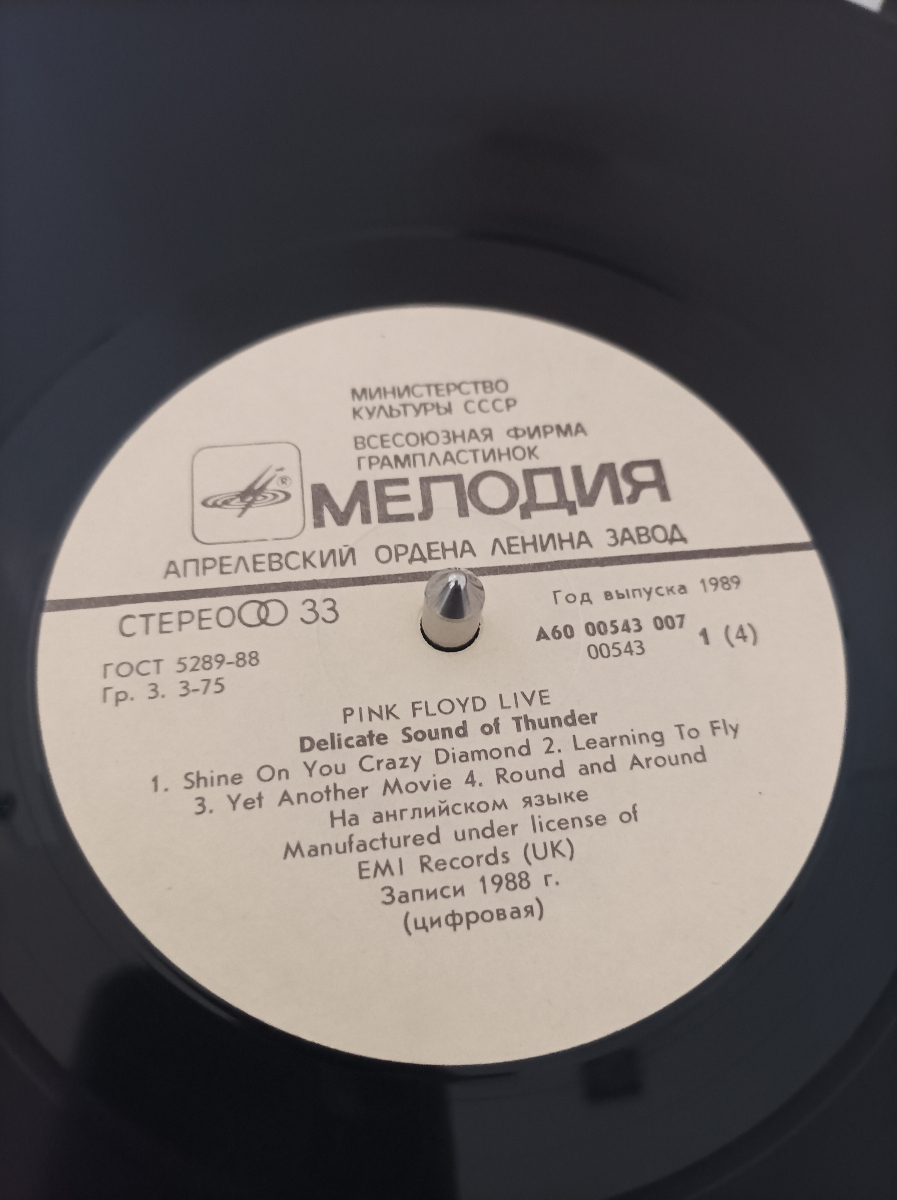 МИНИСТЕРСТВО
КУЛЬТУРЫ СССР
ВСЕСОЮЗНАЯ ФИРМА
ГРАМПЛАСТИНОК
®
МЕЛОДИЯ
АПРЕЛЕВСКИЙ ОРДЕНА ЛЕНИНА ЗАВОД
СТЕРЕО 33
ГОСТ 5289-88
Гр. 3. 3-75
Год выпуска 1989
А60 00543 007
00543
1 (4)
PINK FLOYD LIVE
Delicate Sound of Thunder
1. Shine On You Crazy Diamond 2. Learning To Fly
3. Yet Another Movie 4. Round and Around
На английском языке
Manufactured under license of
EMI Records (UK)
Записи 1988 г.
(цифровая)